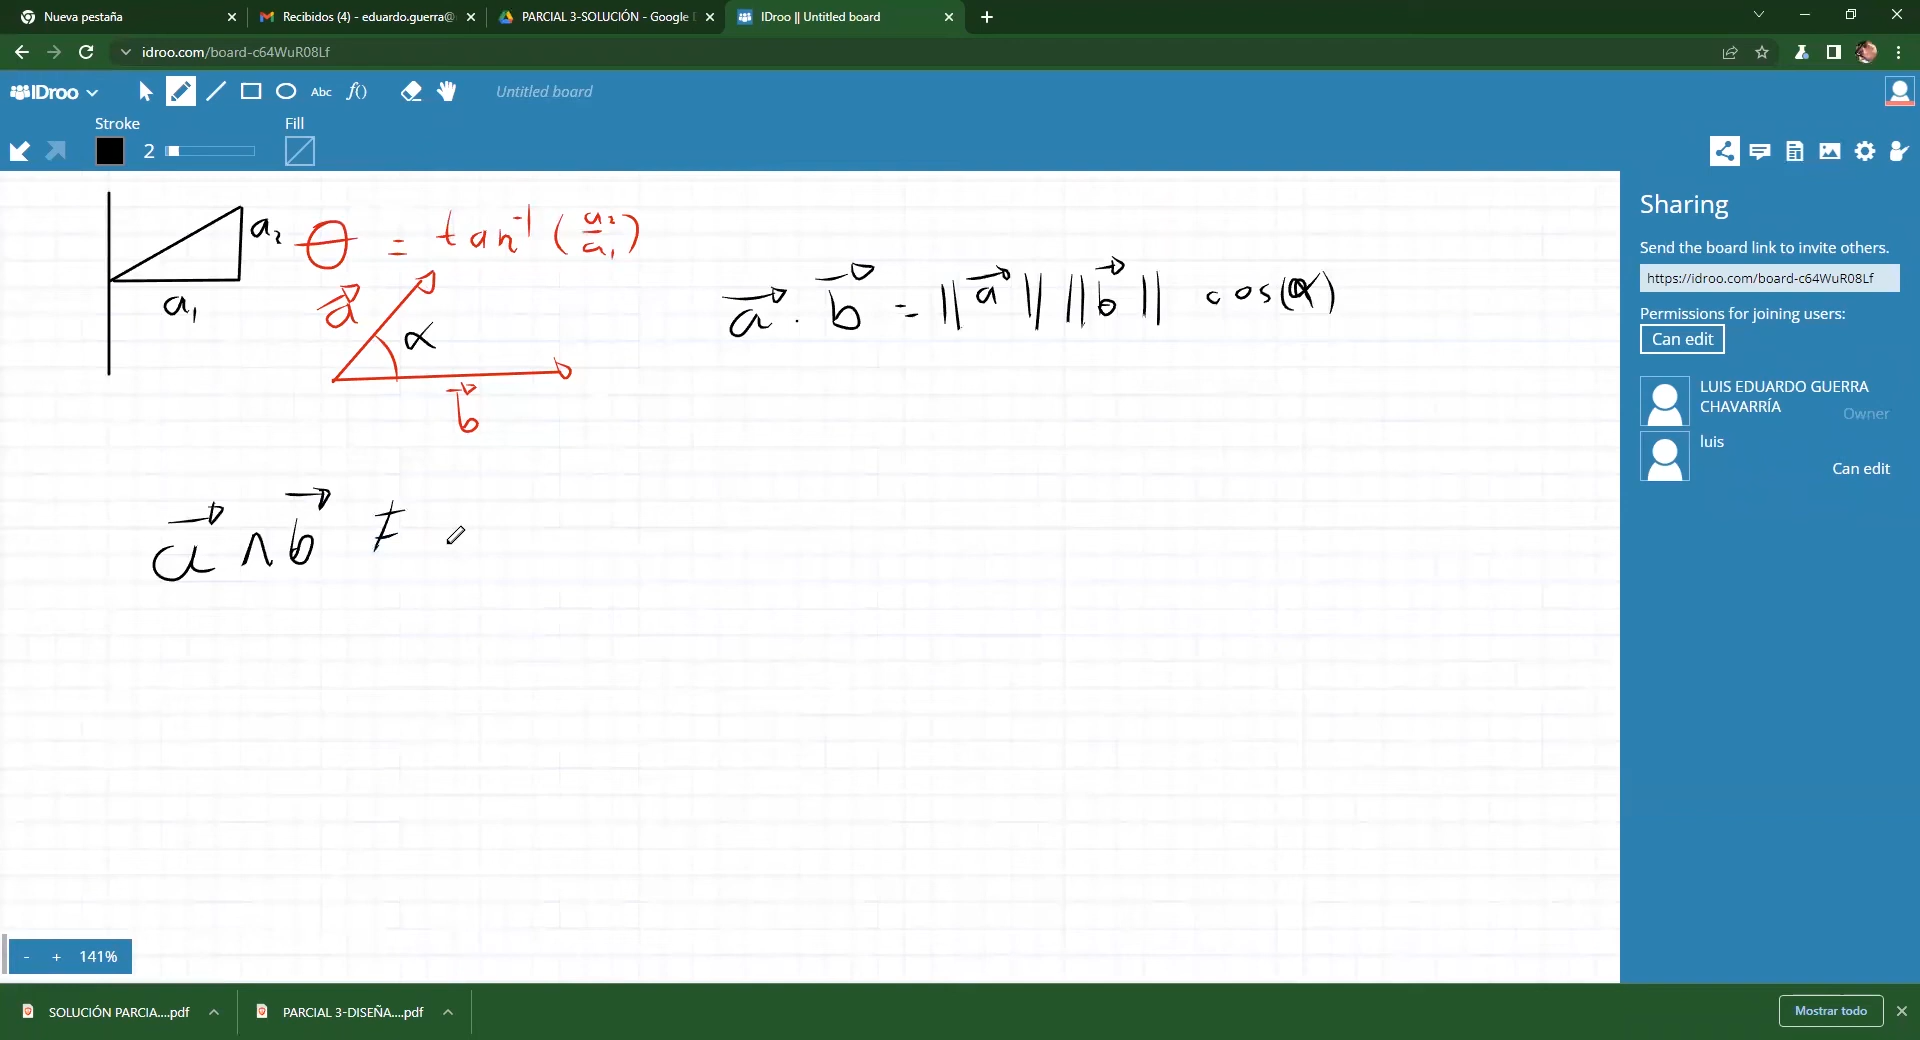 Nueva pestaña
Recibidos (4) - eduardo.guerra@
PARCIAL 3-SOLUCIÓN - Google
IDroo || Untitled board
idroo.com/board-c64WuR08Lf
IDroo
Abc
f()
Untitled board
Stroke
Fill
2
a₂
θ = tan⁻¹ (a₂/a₁)
a₁
a⃗
α
b⃗
a⃗ · b⃗ = ||a⃗|| ||b⃗|| cos(α)
a⃗ ∧ b⃗ ≠
Sharing
Send the board link to invite others.
https://idroo.com/board-c64WuR08Lf
Permissions for joining users:
Can edit
LUIS EDUARDO GUERRA
CHAVARRÍA
Owner
luis
Can edit
- + 141%
SOLUCIÓN PARCIA....pdf
PARCIAL 3-DISEÑA....pdf
Mostrar todo